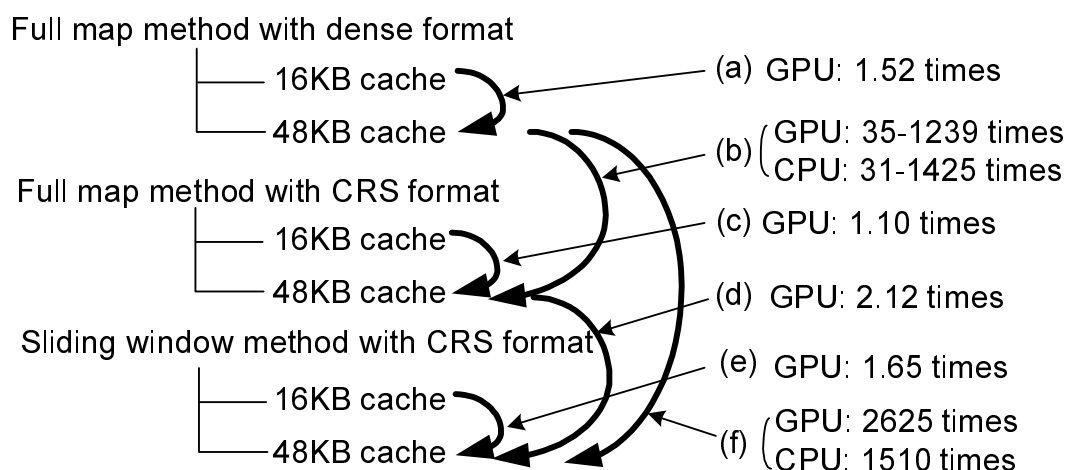 Full map method with dense format
16KB cache
48KB cache
Full map method with CRS format
16KB cache
48KB cache
Sliding window method with CRS format
16KB cache
48KB cache
(a) GPU: 1.52 times
(b) GPU: 35-1239 times
CPU: 31-1425 times
(c) GPU: 1.10 times
(d) GPU: 2.12 times
(e) GPU: 1.65 times
(f) GPU: 2625 times
CPU: 1510 times